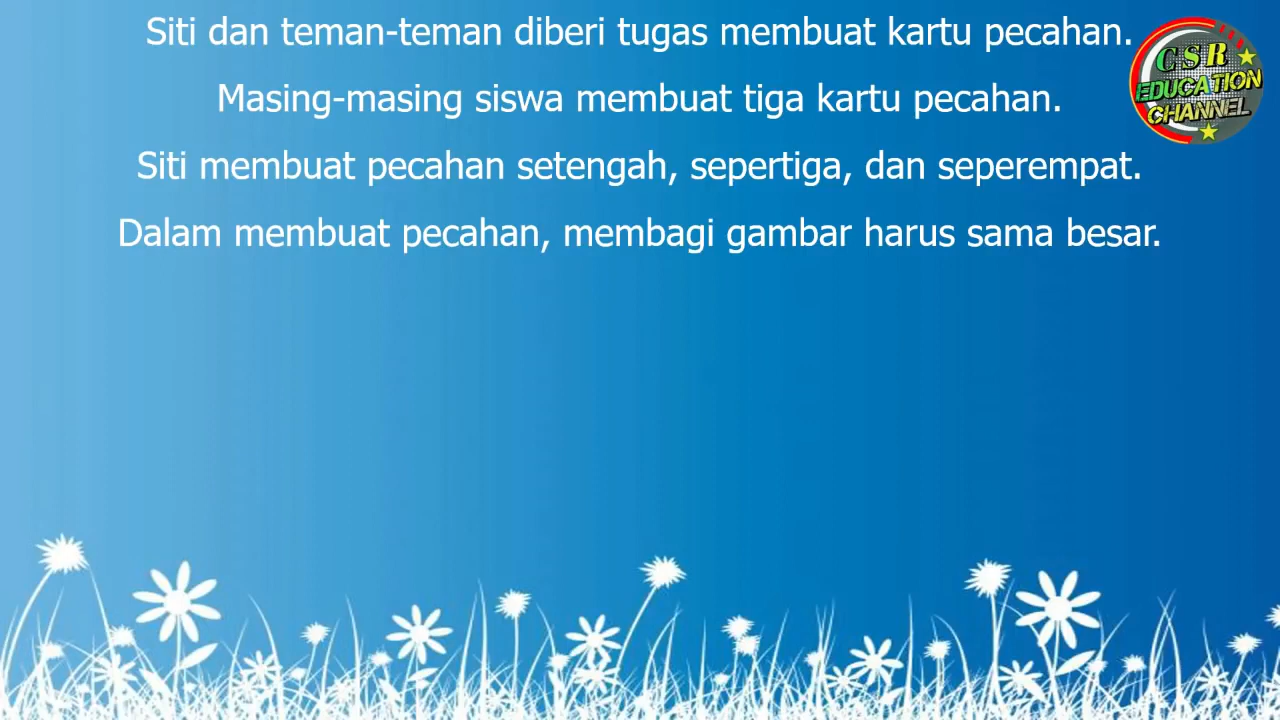 Siti dan teman-teman diberi tugas membuat kartu pecahan.
Masing-masing siswa membuat tiga kartu pecahan.
Siti membuat pecahan setengah, sepertiga, dan seperempat.
Dalam membuat pecahan, membagi gambar harus sama besar.
CSR
EDUCATION
CHANNEL